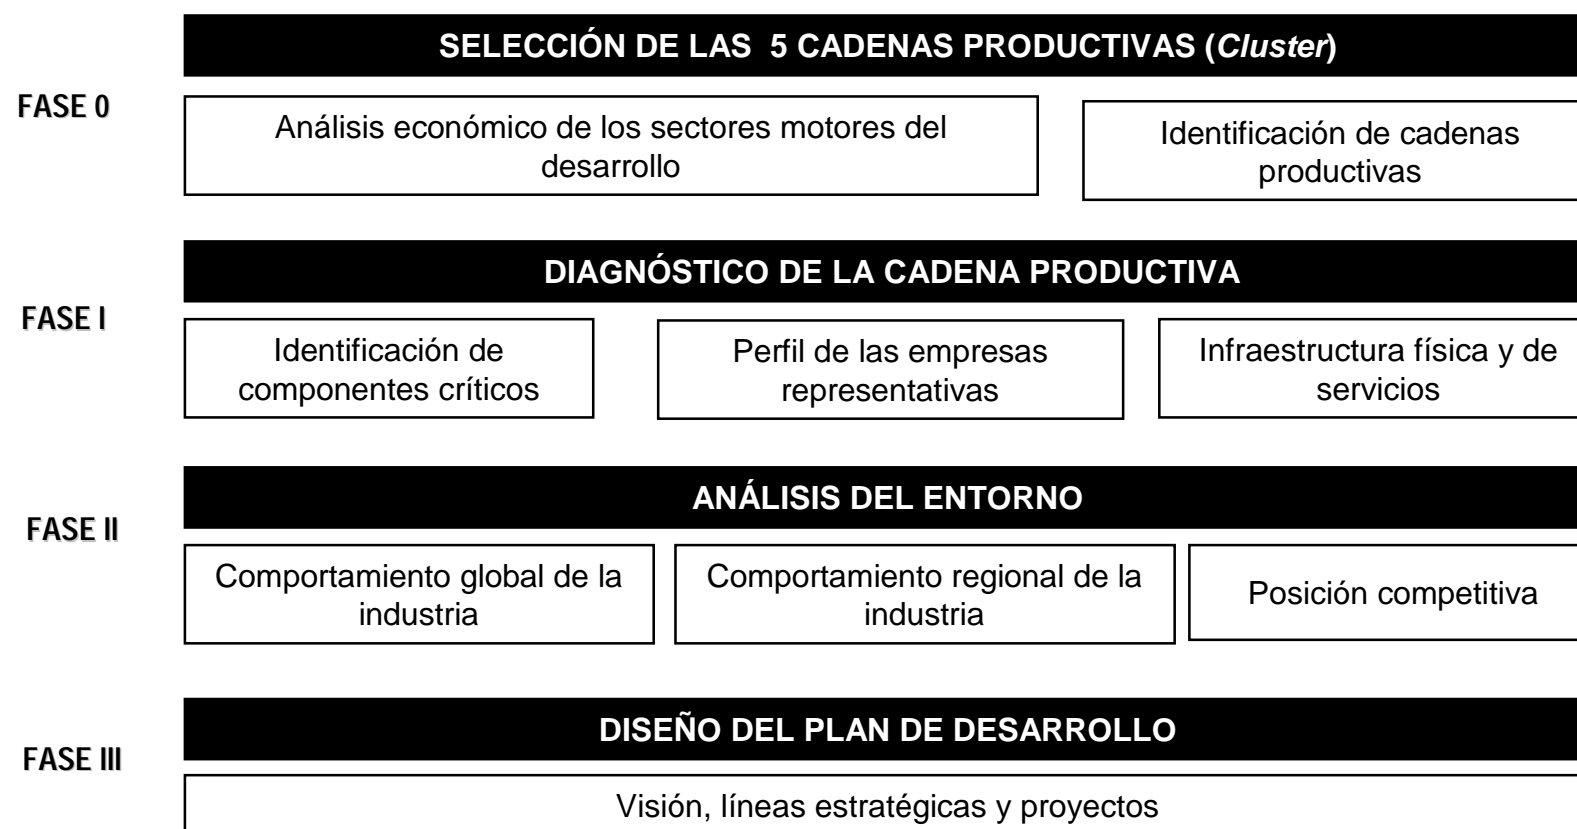 SELECCIÓN DE LAS 5 CADENAS PRODUCTIVAS (Cluster)
FASE 0
Análisis económico de los sectores motores del
desarrollo
Identificación de cadenas
productivas
DIAGNÓSTICO DE LA CADENA PRODUCTIVA
FASE I
Identificación de
componentes críticos
Perfil de las empresas
representativas
Infraestructura física y de
servicios
ANÁLISIS DEL ENTORNO
FASE II
Comportamiento global de la
industria
Comportamiento regional de la
industria
Posición competitiva
DISEÑO DEL PLAN DE DESARROLLO
FASE III
Visión, líneas estratégicas y proyectos